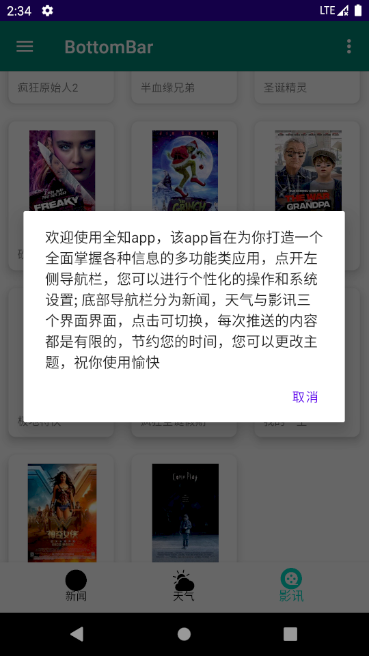 2:34
LTE
BottomBar
疯狂原始人2
半血缘兄弟
圣诞精灵
FREAKY
GRINCH
GRANDPA
欢迎使用全知app，该app旨在为你打造一个
全面掌握各种信息的多功能类应用，点开左
侧导航栏，您可以进行个性化的操作和系统
设置; 底部导航栏分为新闻，天气与影讯三
个界面界面，点击可切换，每次推送的内容
都是有限的，节约您的时间，您可以更改主
题，祝你使用愉快
取消
Come Play
新闻
天气
影讯